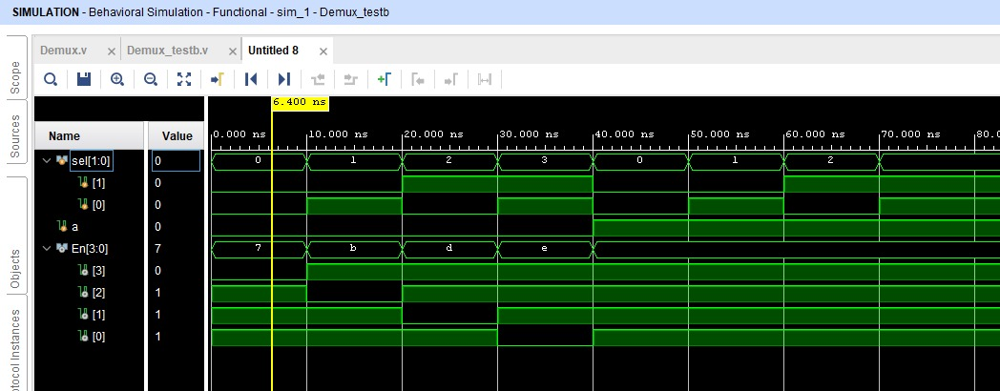 SIMULATION - Behavioral Simulation - Functional - sim_1 - Demux_testb
Demux.v × Demux_testb.v × Untitled 8 ×
Scope
Sources
Objects
otocol Instances
6.400 ns
Name Value
0.000 ns 10.000 ns 20.000 ns 30.000 ns 40.000 ns 50.000 ns 60.000 ns 70.000 ns 80.0
sel[1:0] 0 0 1 2 3 0 1 2
[1] 0
[0] 0
a 0
En[3:0] 7 7 b d e
[3] 0
[2] 1
[1] 1
[0] 1